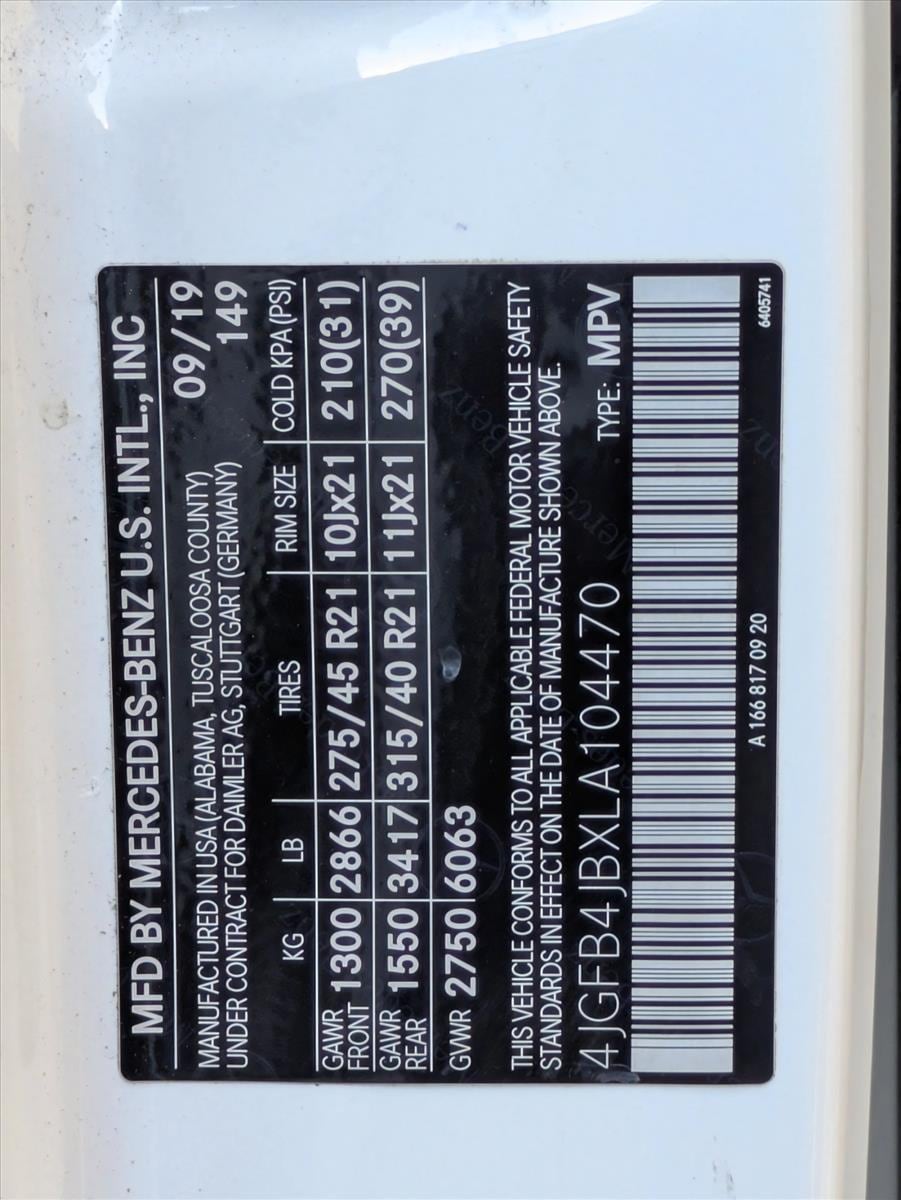 MFD BY MERCEDES-BENZ U.S. INTL., INC
MANUFACTURED IN USA (ALABAMA, TUSCALOOSA COUNTY) 09/19
UNDER CONTRACT FOR DAIMLER AG, STUTTGART (GERMANY) 149
KG LB TIRES RIM SIZE COLD KPA (PSI)
GAWR FRONT 1300 2866 275/45 R21 10Jx21 210(31)
GAWR REAR 1550 3417 315/40 R21 11Jx21 270(39)
GVWR 2750 6063
THIS VEHICLE CONFORMS TO ALL APPLICABLE FEDERAL MOTOR VEHICLE SAFETY
STANDARDS IN EFFECT ON THE DATE OF MANUFACTURE SHOWN ABOVE.
4JGFB4JBXLA104470 TYPE: MPV
A 166 817 09 20 6405741